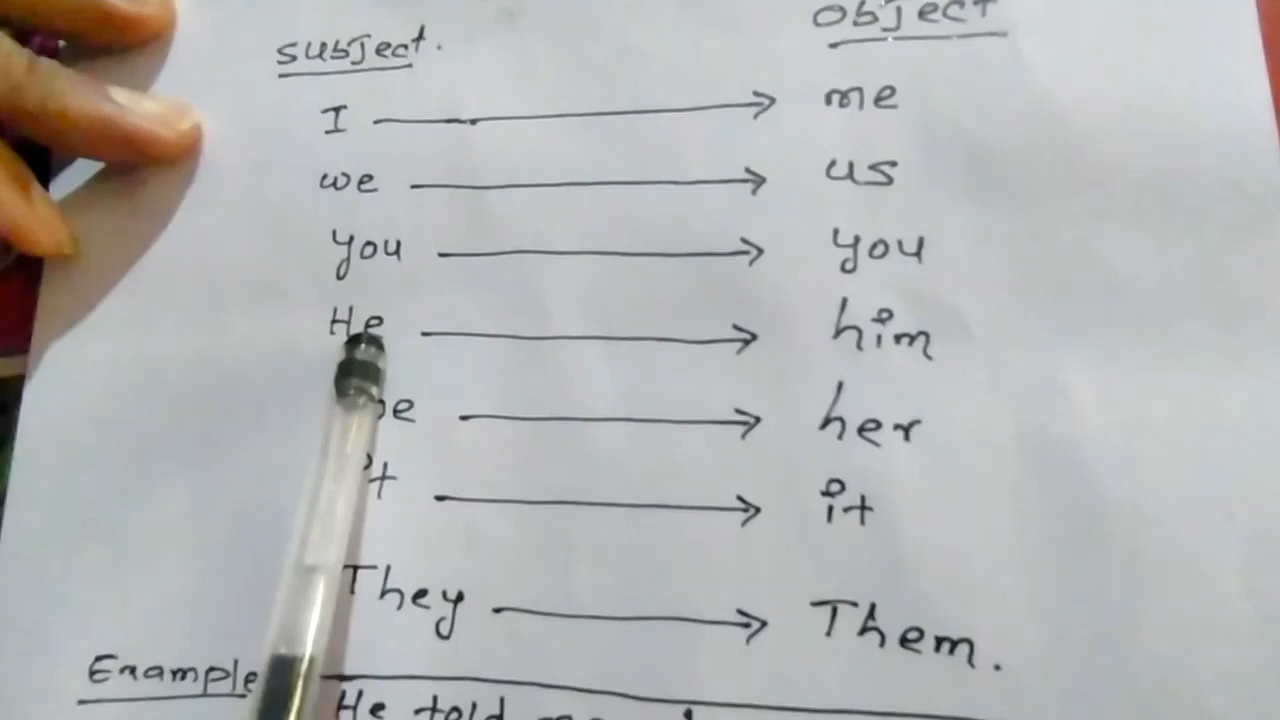 subject. object
I → me
we → us
you → you
He → him
→ her
→ it
They → Them.
Example
He told